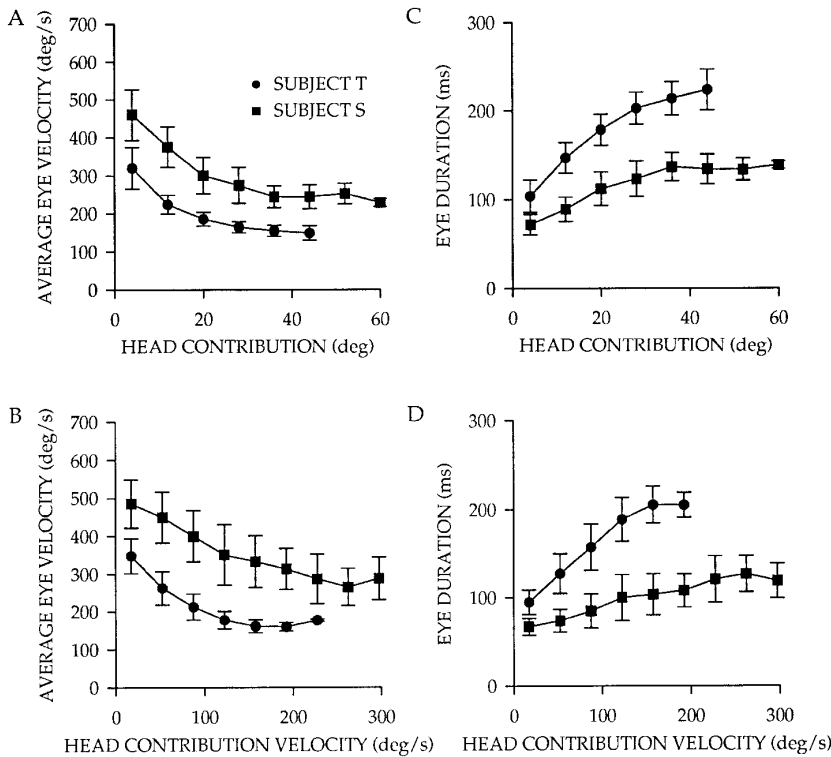 A
AVERAGE EYE VELOCITY (deg/s)
700
600
500
400
300
200
100
0
SUBJECT T
SUBJECT S
0 20 40 60
HEAD CONTRIBUTION (deg)
C
EYE DURATION (ms)
300
200
100
0
0 20 40 60
HEAD CONTRIBUTION (deg)
B
AVERAGE EYE VELOCITY (deg/s)
700
600
500
400
300
200
100
0
0 100 200 300
HEAD CONTRIBUTION VELOCITY (deg/s)
D
EYE DURATION (ms)
300
200
100
0
0 100 200 300
HEAD CONTRIBUTION VELOCITY (deg/s)